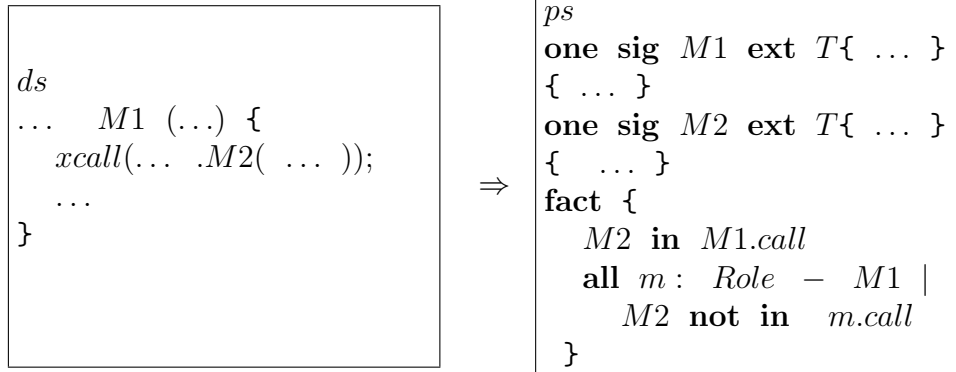 ds
... M1 (...) {
xcall(... .M2( ... ));
...
}
⇒
ps
one sig M1 ext T{ ... }
{ ... }
one sig M2 ext T{ ... }
{ ... }
fact {
M2 in M1.call
all m : Role − M1 |
M2 not in m.call
}